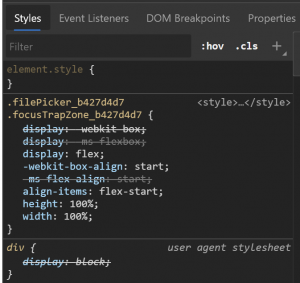 Styles Event Listeners DOM Breakpoints Properties
Filter :hov .cls +
element.style {
}
.filePicker_b427d4d7 <style>…</style>
.focusTrapZone_b427d4d7 {
display: -webkit-box;
display: -ms-flexbox;
display: flex;
-webkit-box-align: start;
-ms-flex-align: start;
align-items: flex-start;
height: 100%;
width: 100%;
}
div { user agent stylesheet
display: block;
}